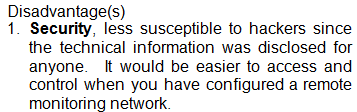 Disadvantage(s)
1. Security, less susceptible to hackers since
the technical information was disclosed for
anyone. It would be easier to access and
control when you have configured a remote
monitoring network.